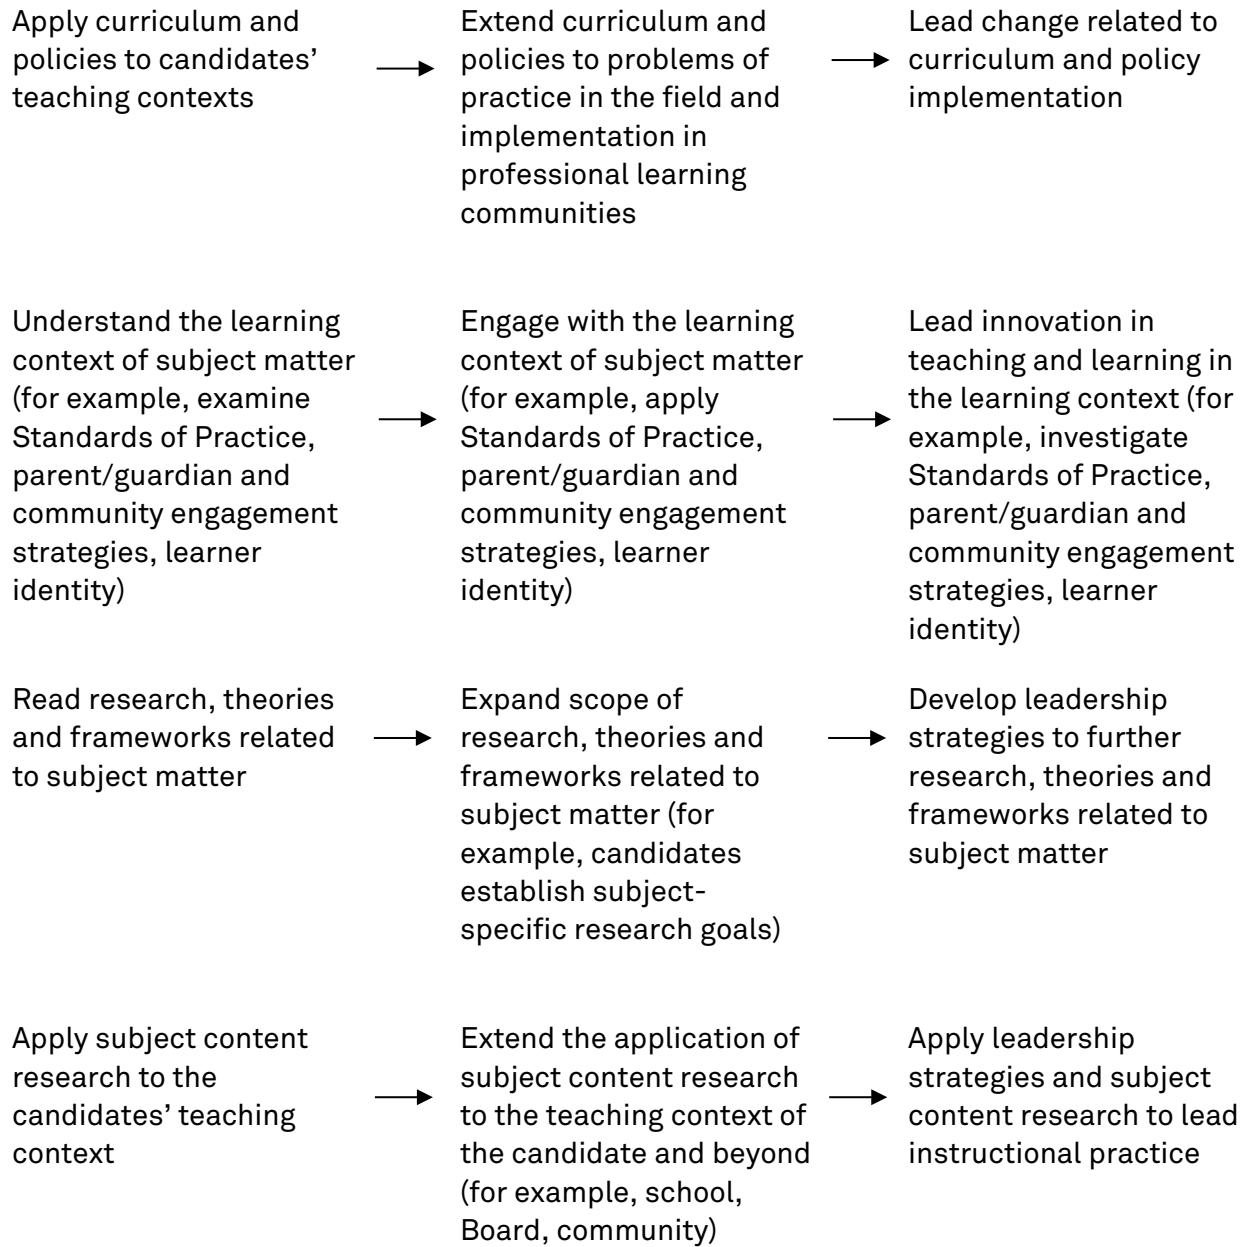 Apply curriculum and
policies to candidates’
teaching contexts
Extend curriculum and
policies to problems of
practice in the field and
implementation in
professional learning
communities
Lead change related to
curriculum and policy
implementation
Understand the learning
context of subject matter
(for example, examine
Standards of Practice,
parent/guardian and
community engagement
strategies, learner
identity)
Engage with the learning
context of subject matter
(for example, apply
Standards of Practice,
parent/guardian and
community engagement
strategies, learner
identity)
Lead innovation in
teaching and learning in
the learning context (for
example, investigate
Standards of Practice,
parent/guardian and
community engagement
strategies, learner
identity)
Read research, theories
and frameworks related
to subject matter
Expand scope of
research, theories and
frameworks related to
subject matter (for
example, candidates
establish subject-
specific research goals)
Develop leadership
strategies to further
research, theories and
frameworks related to
subject matter
Apply subject content
research to the
candidates’ teaching
context
Extend the application of
subject content research
to the teaching context of
the candidate and beyond
(for example, school,
Board, community)
Apply leadership
strategies and subject
content research to lead
instructional practice